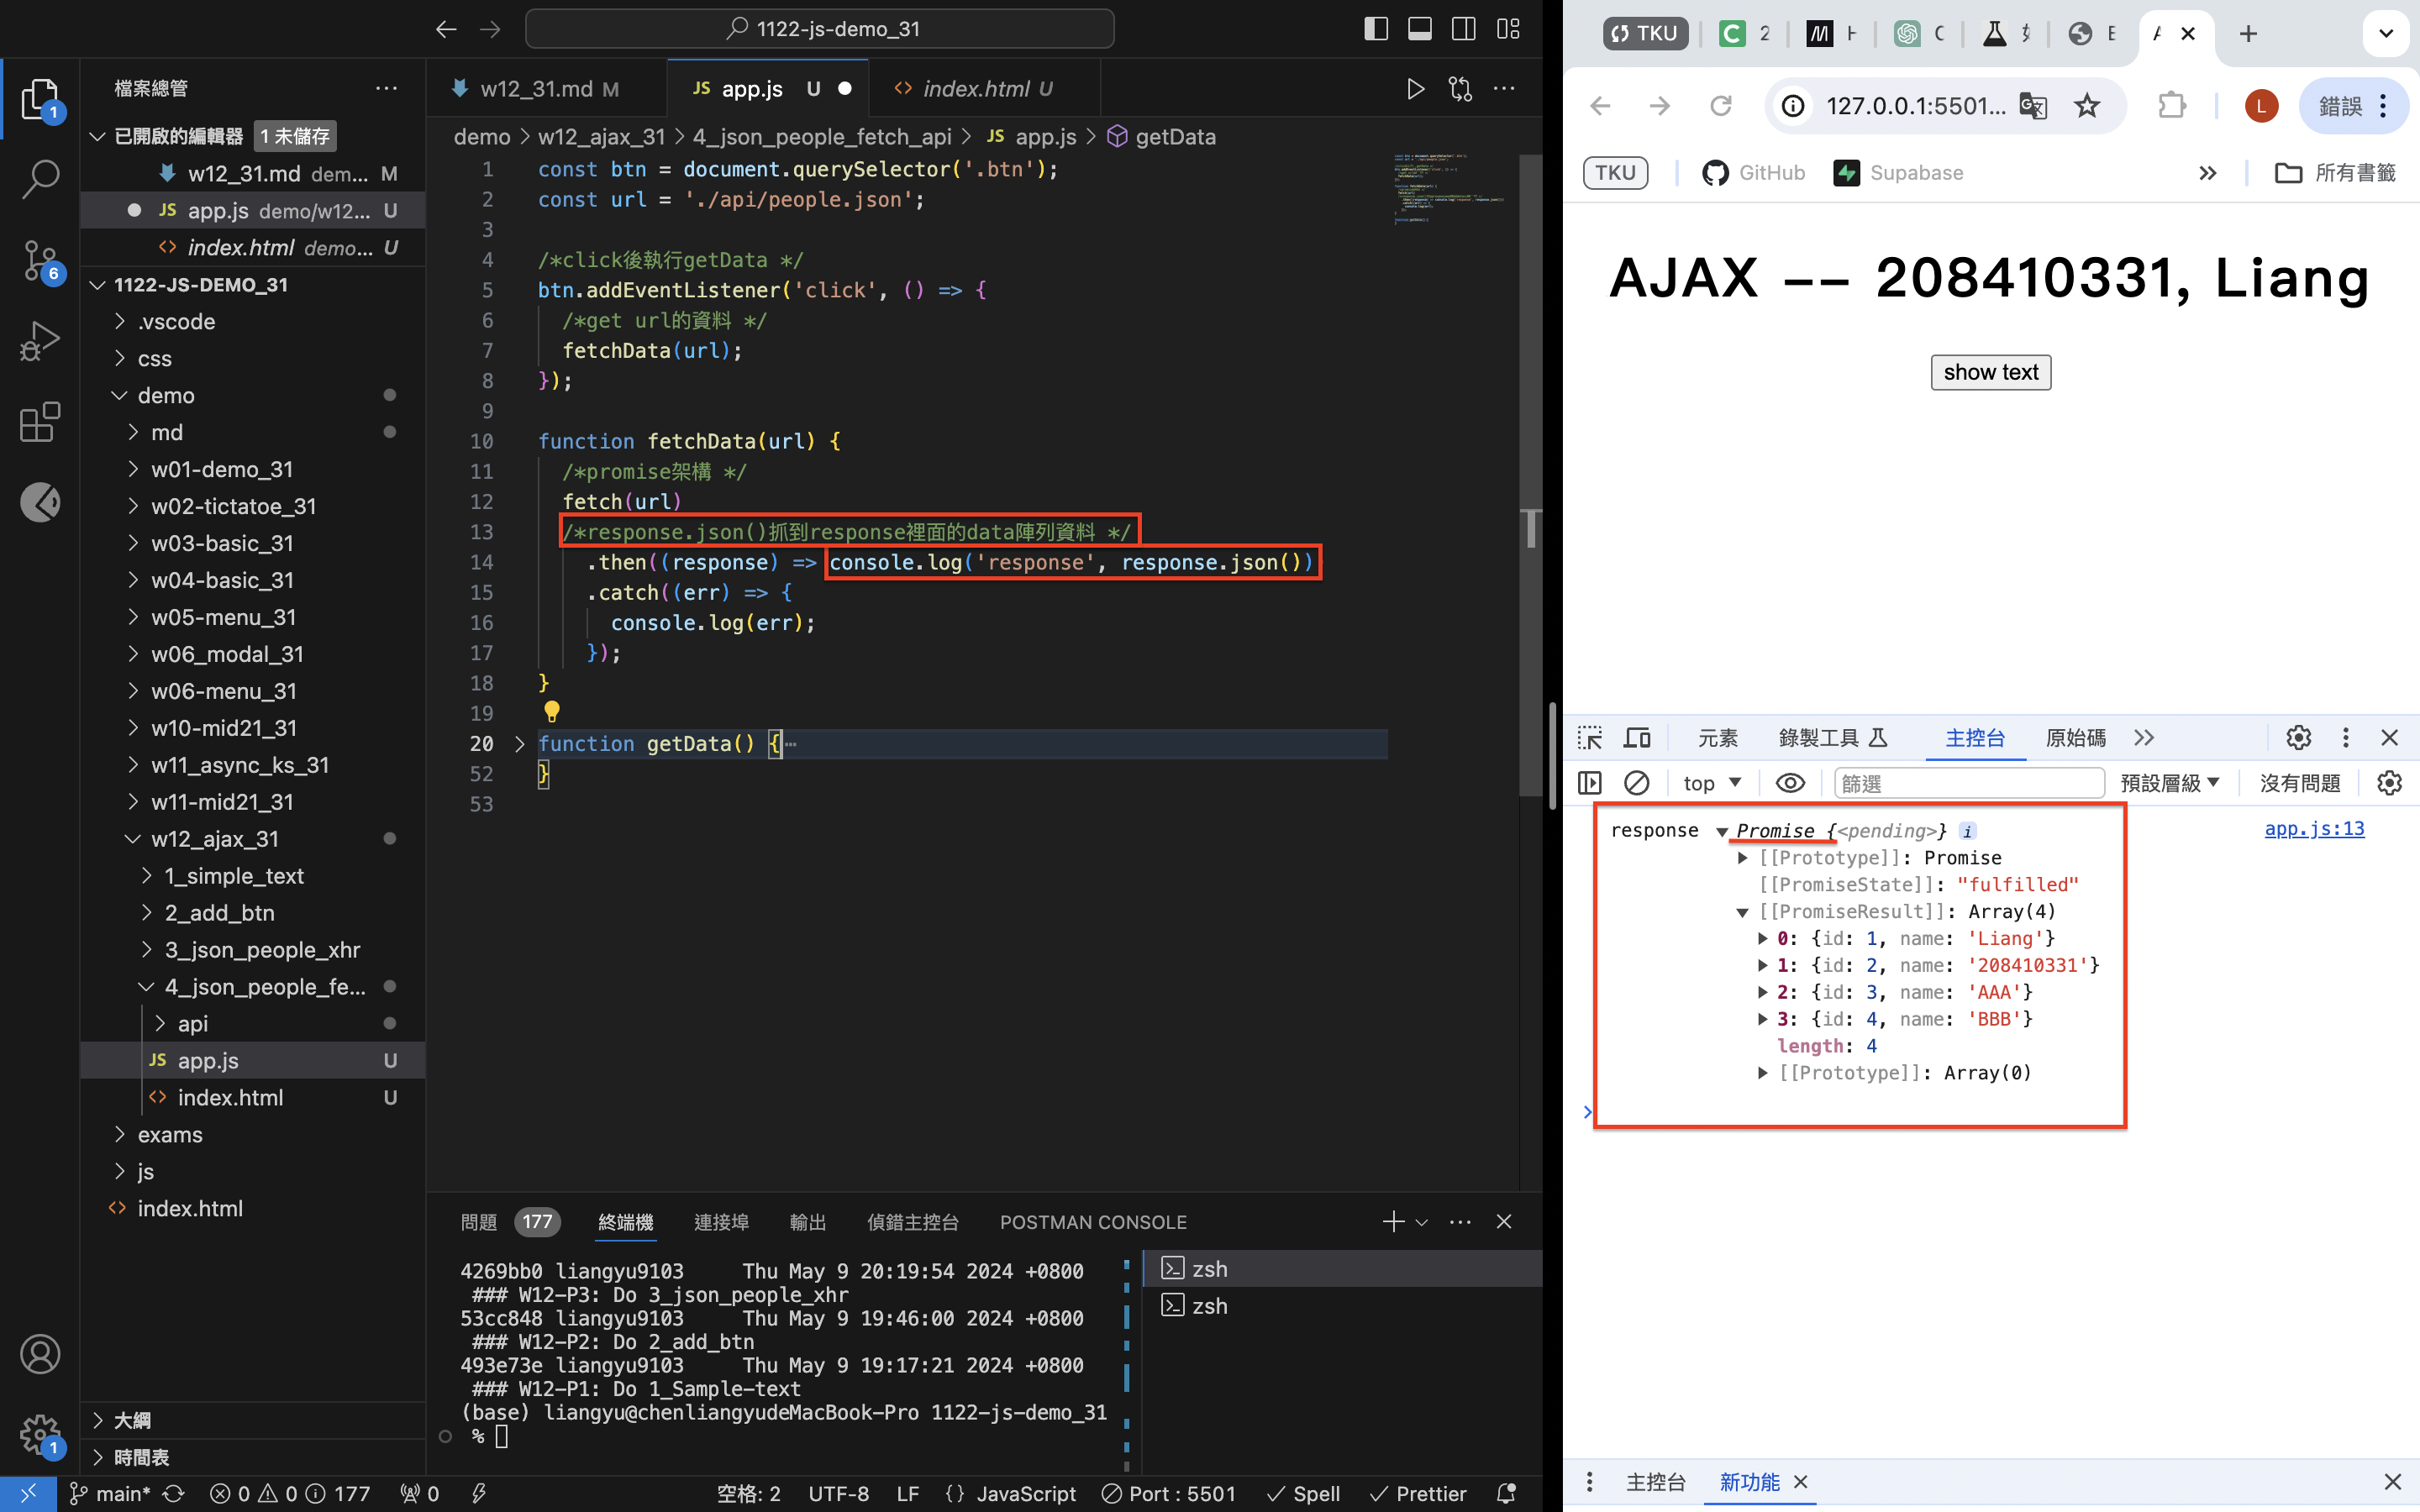 1122-js-demo_31
檔案總管
已開啟的編輯器 1 未儲存
w12_31.md dem... M
app.js demo/w12... U
index.html demo... U
1122-JS-DEMO_31
.vscode
css
demo
md
w01-demo_31
w02-tictatoe_31
w03-basic_31
w04-basic_31
w05-menu_31
w06_modal_31
w06-menu_31
w10-mid21_31
w11_async_ks_31
w11-mid21_31
w12_ajax_31
1_simple_text
2_add_btn
3_json_people_xhr
4_json_people_fe...
api
app.js U
index.html U
exams
js
index.html
大綱
時間表
1
6
1
w12_31.md M
JS app.js U
index.html U
demo > w12_ajax_31 > 4_json_people_fetch_api > JS app.js > getData
1 const btn = document.querySelector('.btn');
2 const url = './api/people.json';
3
4 /*click後執行getData */
5 btn.addEventListener('click', () => {
6 /*get url的資料 */
7 fetchData(url);
8 });
9
10 function fetchData(url) {
11 /*promise架構 */
12 fetch(url)
13 /*response.json()抓到response裡面的data陣列資料 */
14 .then((response) => console.log('response', response.json())
15 .catch((err) => {
16 console.log(err);
17 });
18 }
19
20 function getData() {⋯
52 }
53
問題 177 終端機 連接埠 輸出 偵錯主控台 POSTMAN CONSOLE
4269bb0 liangyu9103 Thu May 9 20:19:54 2024 +0800
### W12-P3: Do 3_json_people_xhr
53cc848 liangyu9103 Thu May 9 19:46:00 2024 +0800
### W12-P2: Do 2_add_btn
493e73e liangyu9103 Thu May 9 19:17:21 2024 +0800
### W12-P1: Do 1_Sample-text
(base) liangyu@chenliangyudeMacBook-Pro 1122-js-demo_31
%
zsh
zsh
main* 0 0 177 0 空格: 2 UTF-8 LF {} JavaScript Port : 5501 Spell Prettier
TKU
127.0.0.1:5501... L 錯誤
TKU GitHub Supabase 所有書籤
AJAX -- 208410331, Liang
show text
元素 錄製工具 主控台 原始碼
top 篩選 預設層級 沒有問題
response Promise {<pending>} i app.js:13
[[Prototype]]: Promise
[[PromiseState]]: "fulfilled"
[[PromiseResult]]: Array(4)
0: {id: 1, name: 'Liang'}
1: {id: 2, name: '208410331'}
2: {id: 3, name: 'AAA'}
3: {id: 4, name: 'BBB'}
length: 4
[[Prototype]]: Array(0)
主控台 新功能